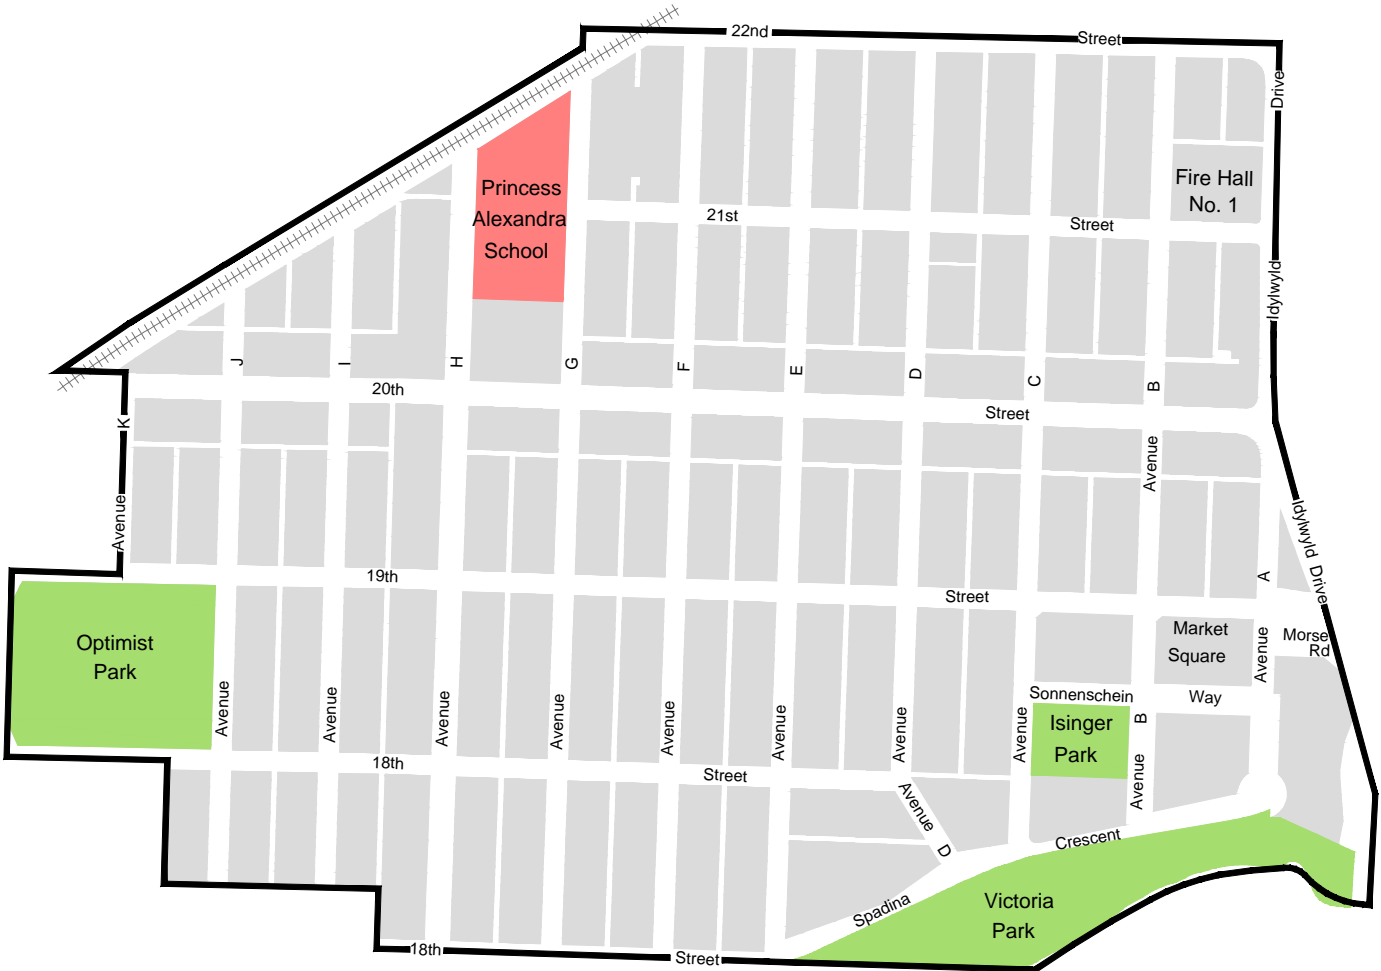 22nd
Street
Drive
Fire Hall
No. 1
Princess
Alexandra
School
21st
Street
Idylwyld
J
I
H
G
F
E
D
C
B
20th
Street
K
Avenue
Avenue
Idylwyld Drive
19th
Street
A
Optimist
Park
Market
Square
Morse
Rd
Avenue
Avenue
Avenue
Avenue
Avenue
Avenue
Avenue
Avenue
Avenue
Sonnenschein
Way
Isinger
Park
B
Avenue
18th
Street
Avenue D
Crescent
Spadina
Victoria
Park
18th
Street